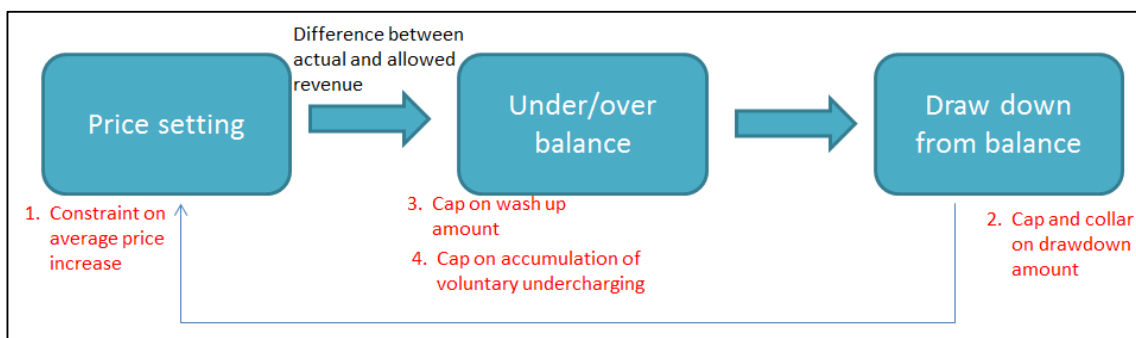 Difference between
actual and allowed
revenue
Price setting
Under/over
balance
Draw down
from balance
1. Constraint on
average price
increase
3. Cap on wash up
amount
4. Cap on accumulation of
voluntary undercharging
2. Cap and collar
on drawdown
amount